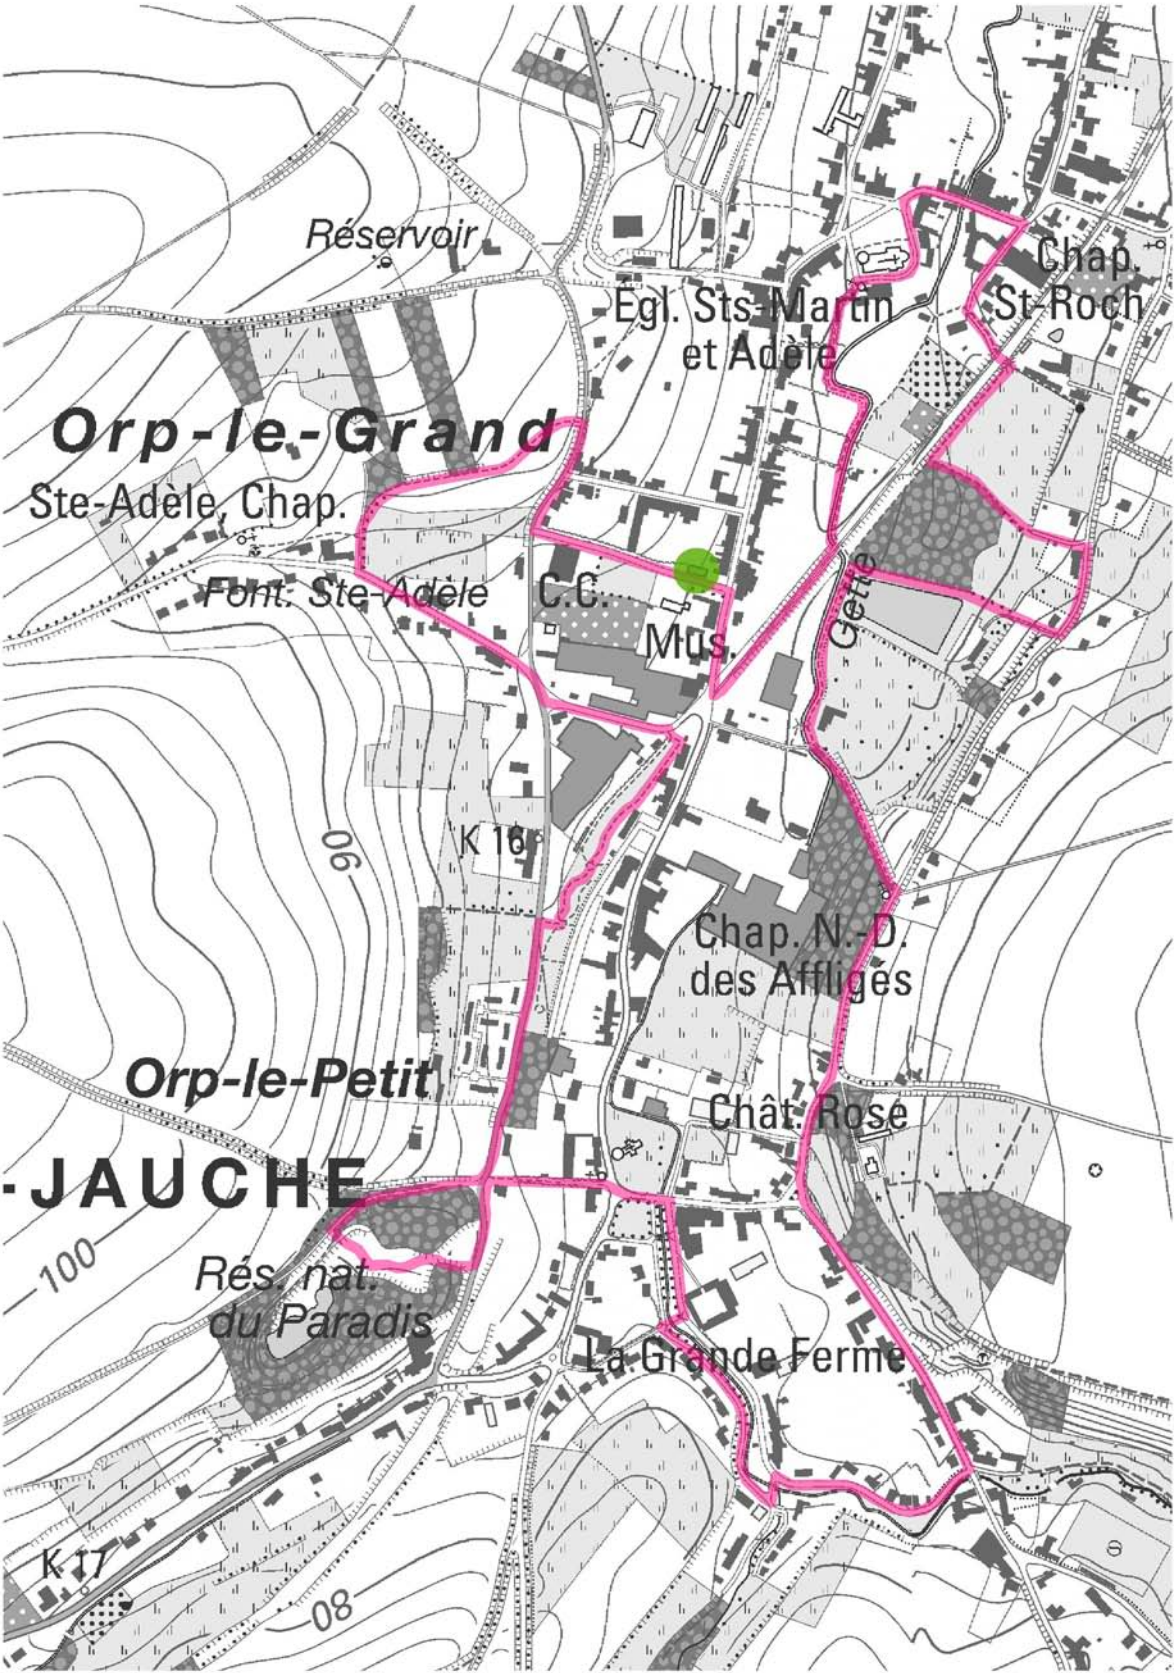 Réservoir
Chap.
St-Roch
Égl. Sts-Martin
et Adèle
Orp-le-Grand
Ste-Adèle, Chap.
Font. Ste-Adèle
C.C.
Mus.
Gette
90
K 16
Chap. N.-D.
des Affligés
Orp-le-Petit
Chât. Rose
-JAUCHE
100
Rés. nat.
du Paradis
La Grande Ferme
K 17
80